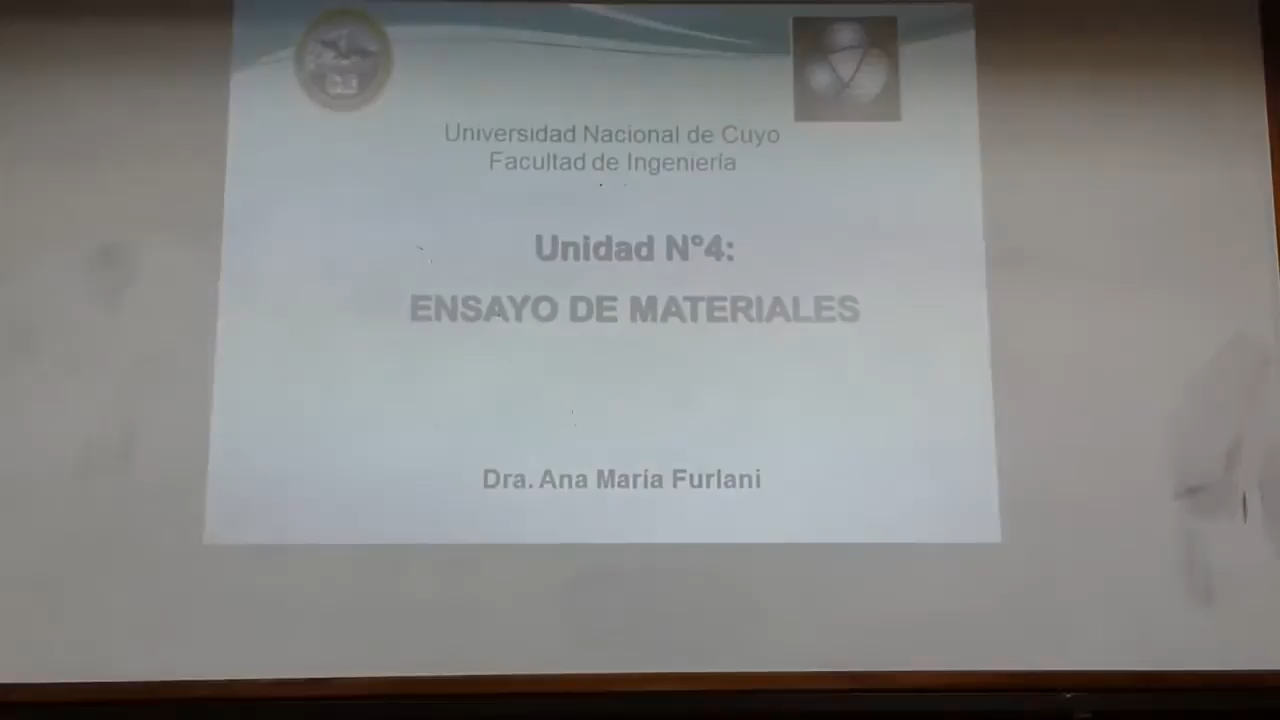 Universidad Nacional de Cuyo
Facultad de Ingeniería
Unidad N°4:
ENSAYO DE MATERIALES
Dra. Ana María Furlani